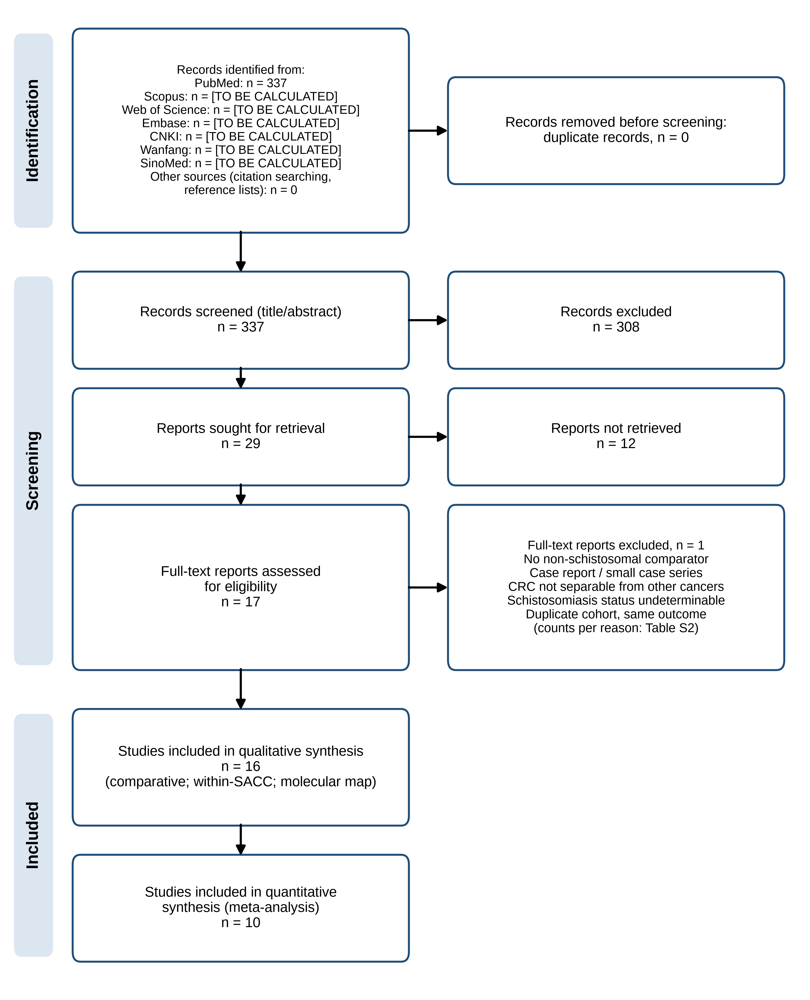 Identification
Records identified from:
PubMed: n = 337
Scopus: n = [TO BE CALCULATED]
Web of Science: n = [TO BE CALCULATED]
Embase: n = [TO BE CALCULATED]
CNKI: n = [TO BE CALCULATED]
Wanfang: n = [TO BE CALCULATED]
SinoMed: n = [TO BE CALCULATED]
Other sources (citation searching,
reference lists): n = 0
Records removed before screening:
duplicate records, n = 0
Screening
Records screened (title/abstract)
n = 337
Records excluded
n = 308
Reports sought for retrieval
n = 29
Reports not retrieved
n = 12
Full-text reports assessed
for eligibility
n = 17
Full-text reports excluded, n = 1
No non-schistosomal comparator
Case report / small case series
CRC not separable from other cancers
Schistosomiasis status undeterminable
Duplicate cohort, same outcome
(counts per reason: Table S2)
Included
Studies included in qualitative synthesis
n = 16
(comparative; within-SACC; molecular map)
Studies included in quantitative
synthesis (meta-analysis)
n = 10